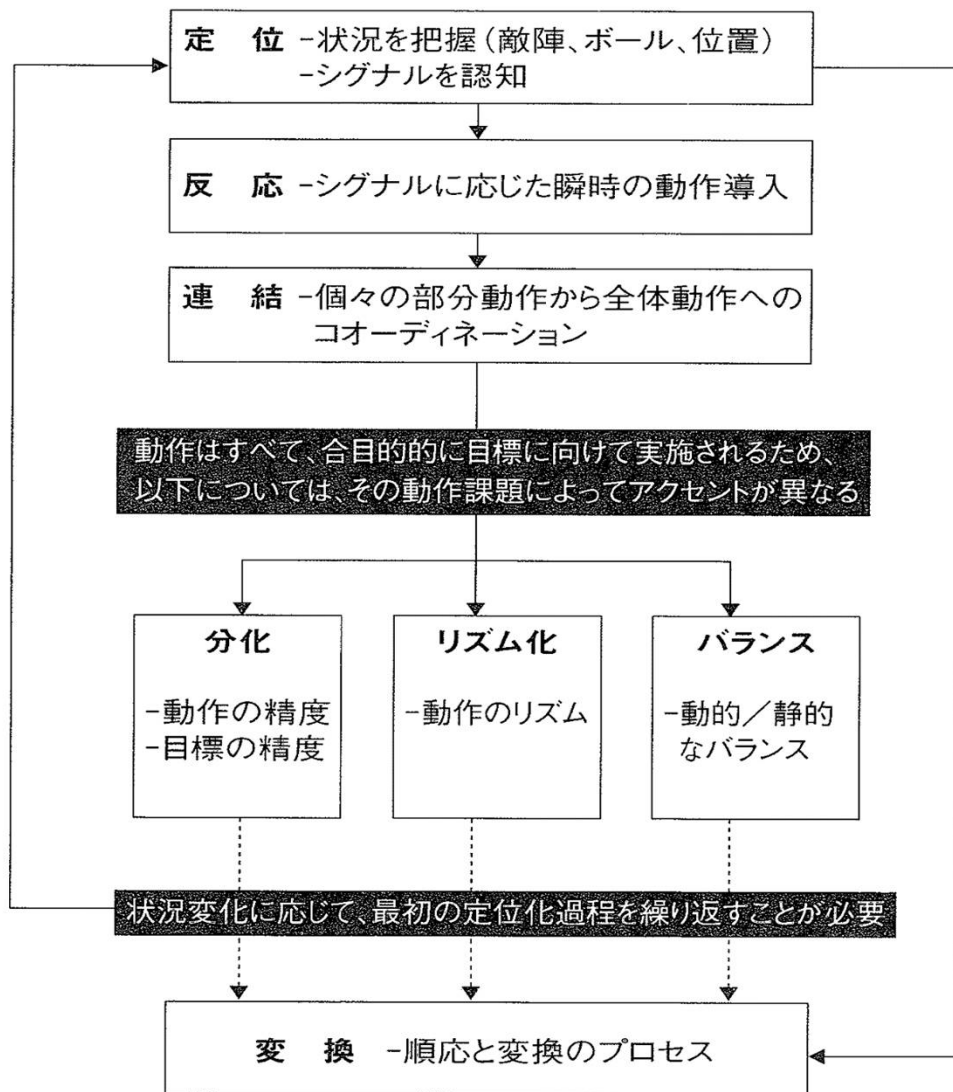 定　位 -状況を把握(敵陣、ボール、位置)
-シグナルを認知
反　応 -シグナルに応じた瞬時の動作導入
連　結 -個々の部分動作から全体動作への
コオーディネーション
動作はすべて、合目的的に目標に向けて実施されるため、
以下については、その動作課題によってアクセントが異なる
分化
-動作の精度
-目標の精度
リズム化
-動作のリズム
バランス
-動的／静的
なバランス
状況変化に応じて、最初の定位化過程を繰り返すことが必要
変　換 -順応と変換のプロセス